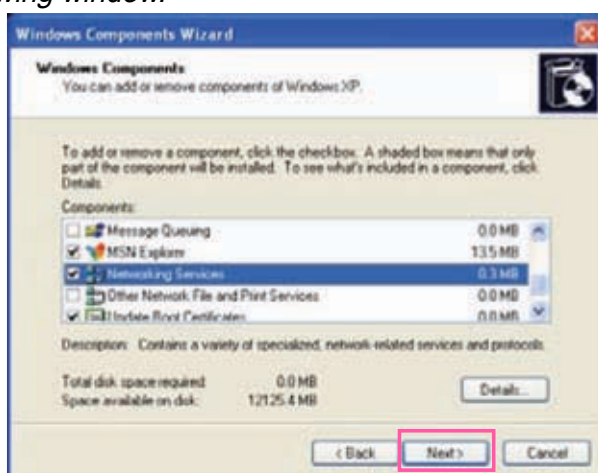 Windows Components Wizard
Windows Components
You can add or remove components of Windows XP.
To add or remove a component, click the checkbox. A shaded box means that only
part of the component will be installed. To see what's included in a component, click
Details.
Components:
Message Queuing 0.0 MB
MSN Explorer 13.5 MB
Networking Services 0.3 MB
Other Network File and Print Services 0.0 MB
Update Root Certificates 0.0 MB
Description: Contains a variety of specialized, network-related services and protocols.
Total disk space required: 0.0 MB
Space available on disk: 12125.4 MB
Details...
< Back Next > Cancel